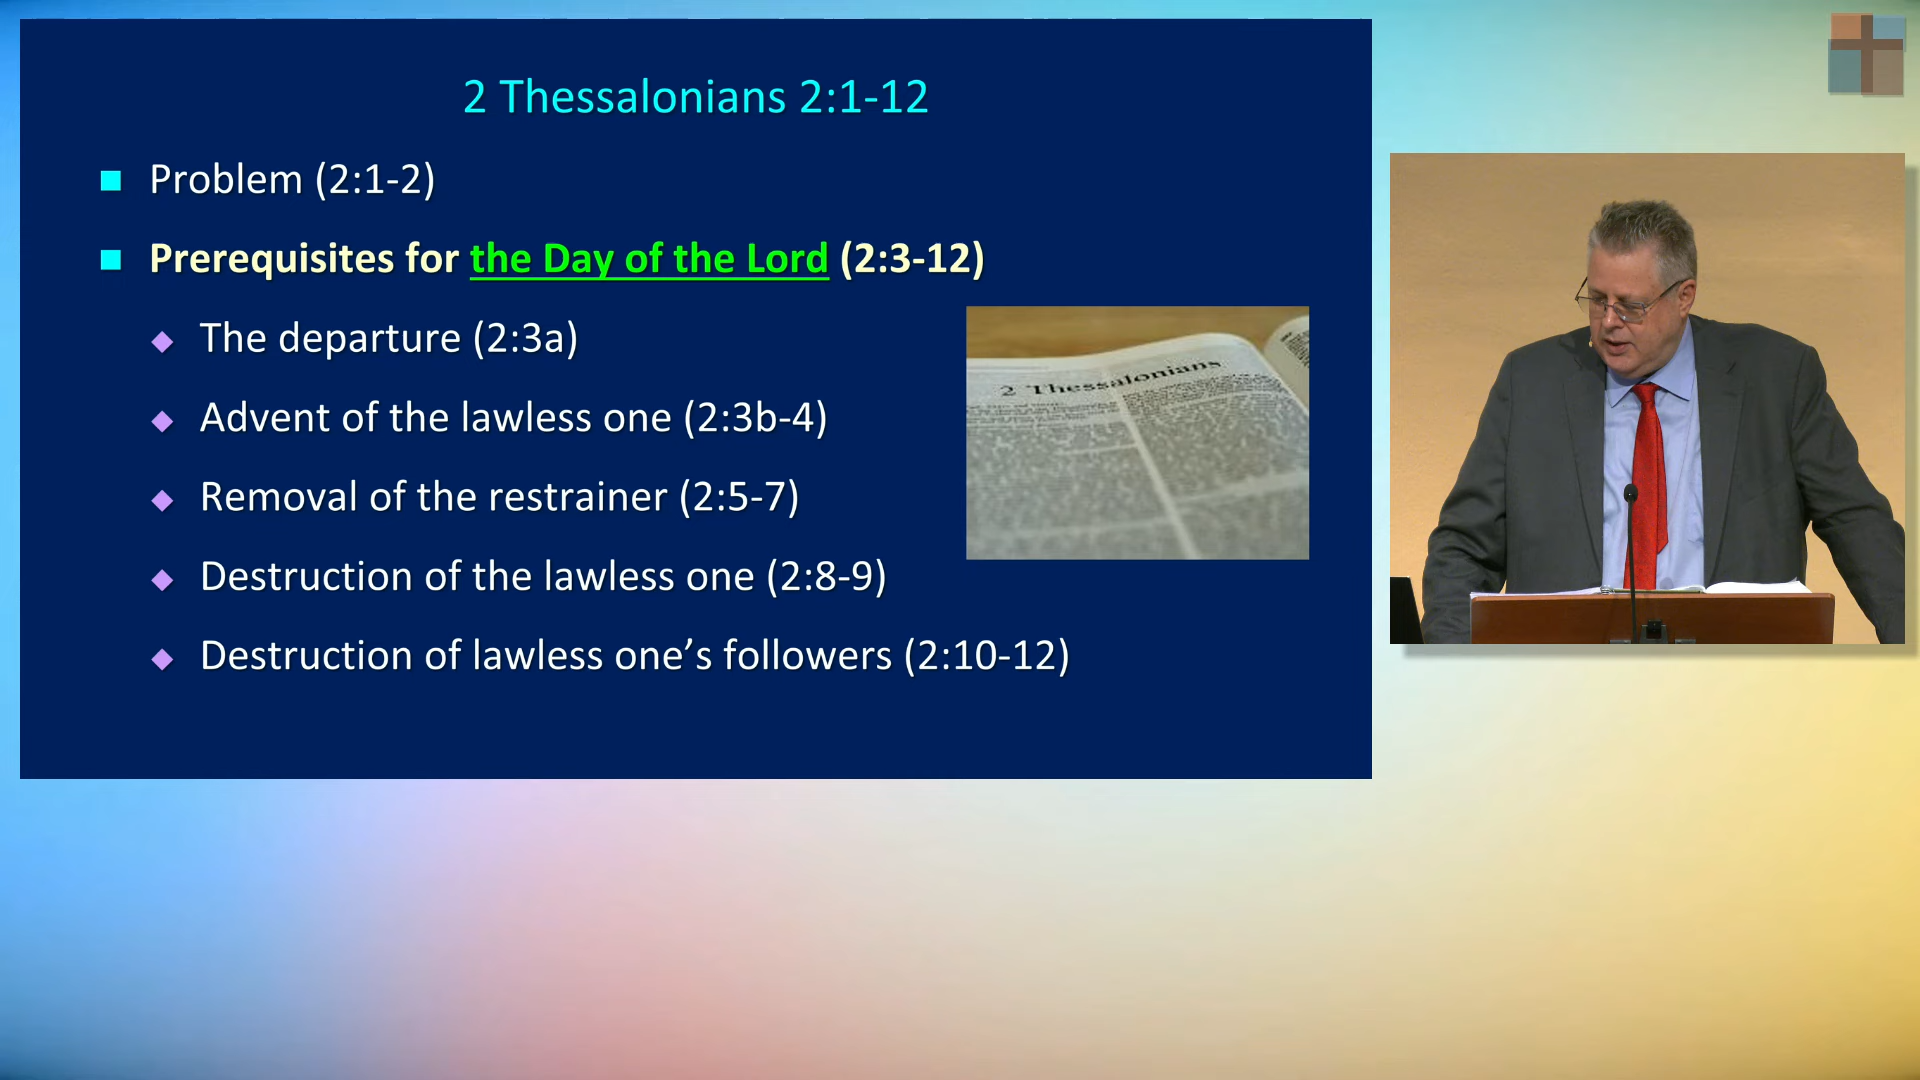 2 Thessalonians 2:1-12
Problem (2:1-2)
Prerequisites for the Day of the Lord (2:3-12)
The departure (2:3a)
Advent of the lawless one (2:3b-4)
Removal of the restrainer (2:5-7)
Destruction of the lawless one (2:8-9)
Destruction of lawless one’s followers (2:10-12)
2 Thessalonians